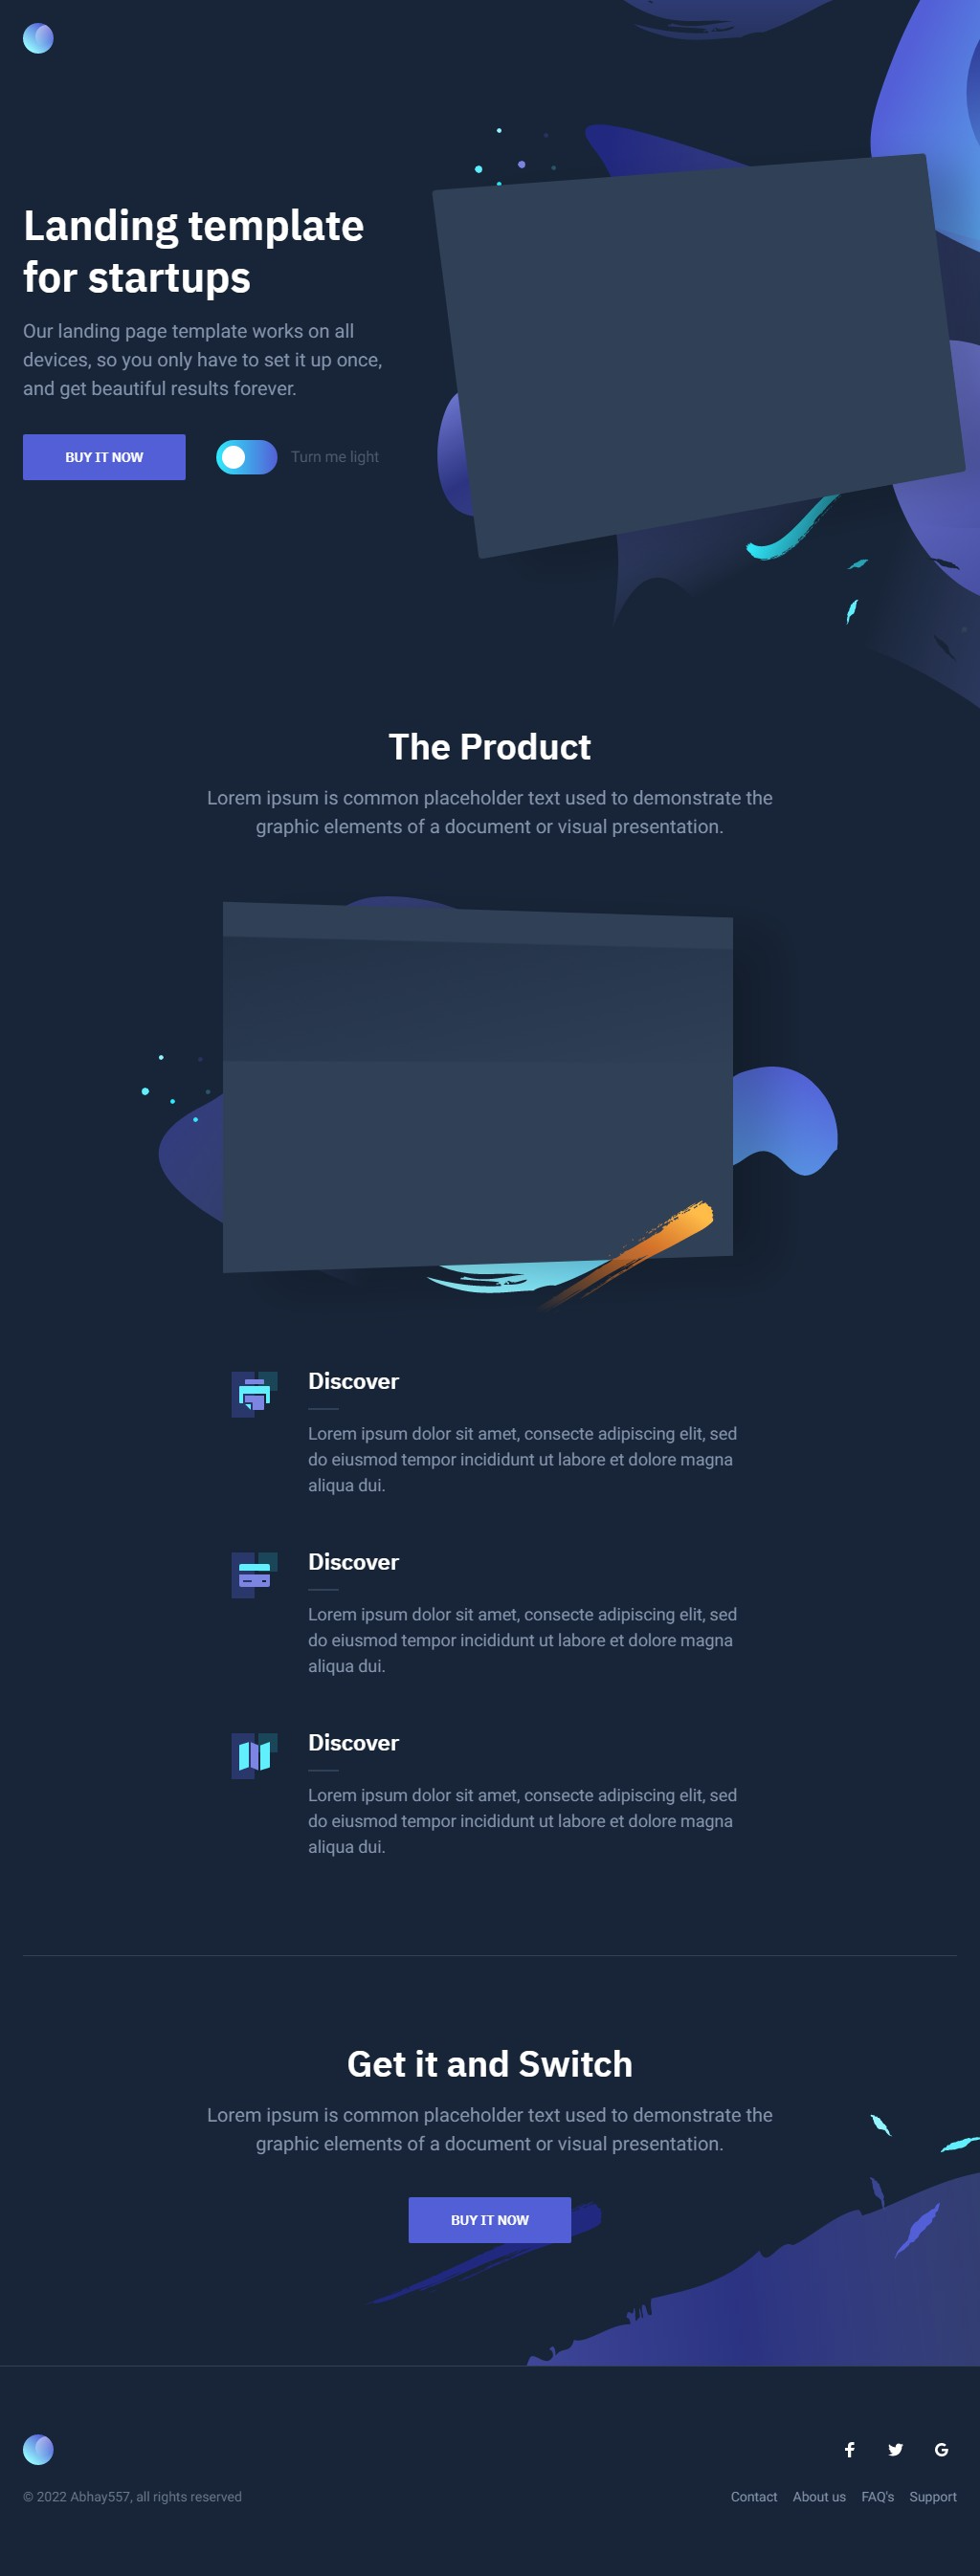 Landing template
for startups
Our landing page template works on all
devices, so you only have to set it up once,
and get beautiful results forever.
BUY IT NOW
Turn me light
The Product
Lorem ipsum is common placeholder text used to demonstrate the
graphic elements of a document or visual presentation.
Discover
Lorem ipsum dolor sit amet, consecte adipiscing elit, sed
do eiusmod tempor incididunt ut labore et dolore magna
aliqua dui.
Discover
Lorem ipsum dolor sit amet, consecte adipiscing elit, sed
do eiusmod tempor incididunt ut labore et dolore magna
aliqua dui.
Discover
Lorem ipsum dolor sit amet, consecte adipiscing elit, sed
do eiusmod tempor incididunt ut labore et dolore magna
aliqua dui.
Get it and Switch
Lorem ipsum is common placeholder text used to demonstrate the
graphic elements of a document or visual presentation.
BUY IT NOW
© 2022 Abhay557, all rights reserved
Contact About us FAQ's Support